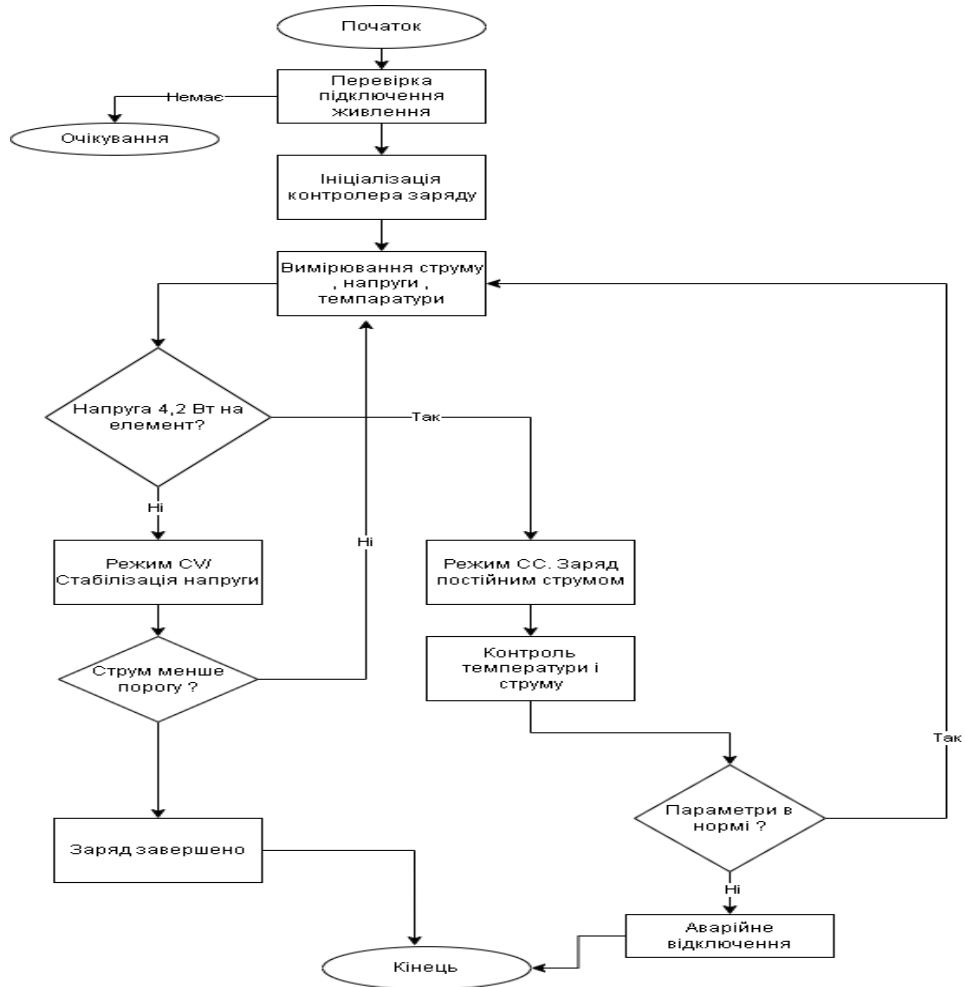 Початок
Перевірка
підключення
живлення
Немає
Очікування
Ініціалізація
контролера заряду
Вимірювання струму
, напруги ,
темпаратури
Напруга 4,2 Вт на
елемент?
Так
Ні
Режим CV/
Стабілізація напруги
Ні
Режим СС. Заряд
постійним струмом
Струм менше
порогу ?
Контроль
температури і
струму
Так
Параметри в
нормі ?
Заряд завершено
Ні
Аварійне
відключення
Кінець